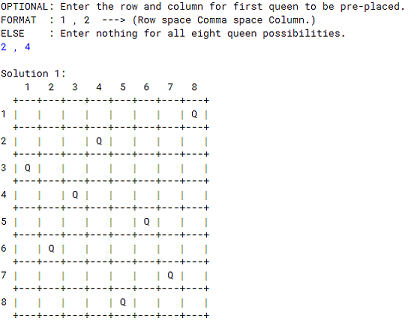 OPTIONAL: Enter the row and column for first queen to be pre-placed.
FORMAT  : 1 , 2  ---> (Row space Comma space Column.)
ELSE    : Enter nothing for all eight queen possibilities.
2 , 4

Solution 1:
    1   2   3   4   5   6   7   8
  +---+---+---+---+---+---+---+---+
1 |   |   |   |   |   |   |   | Q |
  +---+---+---+---+---+---+---+---+
2 |   |   |   | Q |   |   |   |   |
  +---+---+---+---+---+---+---+---+
3 | Q |   |   |   |   |   |   |   |
  +---+---+---+---+---+---+---+---+
4 |   |   | Q |   |   |   |   |   |
  +---+---+---+---+---+---+---+---+
5 |   |   |   |   |   | Q |   |   |
  +---+---+---+---+---+---+---+---+
6 |   | Q |   |   |   |   |   |   |
  +---+---+---+---+---+---+---+---+
7 |   |   |   |   |   |   | Q |   |
  +---+---+---+---+---+---+---+---+
8 |   |   |   |   | Q |   |   |   |
  +---+---+---+---+---+---+---+---+